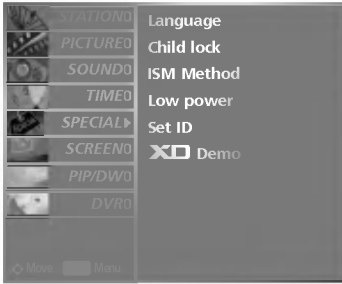 STATION
PICTURE
SOUND
TIME
SPECIAL
SCREEN
PIP/DW
DVR
Move Menu
Language
Child lock
ISM Method
Low power
Set ID
XD Demo